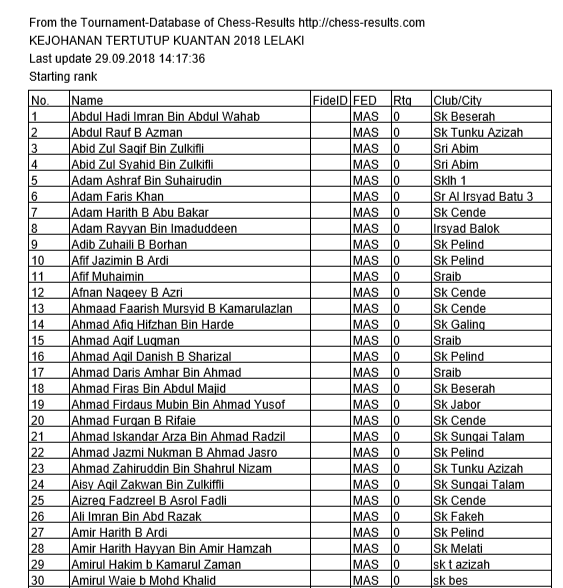 From the Tournament-Database of Chess-Results http://chess-results.com
KEJOHANAN TERTUTUP KUANTAN 2018 LELAKI
Last update 29.09.2018 14:17:36
Starting rank
No. Name FideID FED Rtg Club/City
1 Abdul Hadi Imran Bin Abdul Wahab MAS 0 Sk Beserah
2 Abdul Rauf B Azman MAS 0 Sk Tunku Azizah
3 Abid Zul Saqif Bin Zulkifli MAS 0 Sri Abim
4 Abid Zul Syahid Bin Zulkifli MAS 0 Sri Abim
5 Adam Ashraf Bin Suhairudin MAS 0 Sklh 1
6 Adam Faris Khan MAS 0 Sr Al Irsyad Batu 3
7 Adam Harith B Abu Bakar MAS 0 Sk Cende
8 Adam Rayyan Bin Imaduddeen MAS 0 Irsyad Balok
9 Adib Zuhaili B Borhan MAS 0 Sk Pelind
10 Afif Jazimin B Ardi MAS 0 Sk Pelind
11 Afif Muhaimin MAS 0 Sraib
12 Afnan Naqeey B Azri MAS 0 Sk Cende
13 Ahmaad Faarish Mursyid B Kamarulazlan MAS 0 Sk Cende
14 Ahmad Afiq Hifzhan Bin Harde MAS 0 Sk Galing
15 Ahmad Aqif Luqman MAS 0 Sraib
16 Ahmad Aqil Danish B Sharizal MAS 0 Sk Pelind
17 Ahmad Daris Amhar Bin Ahmad MAS 0 Sraib
18 Ahmad Firas Bin Abdul Majid MAS 0 Sk Beserah
19 Ahmad Firdaus Mubin Bin Ahmad Yusof MAS 0 Sk Jabor
20 Ahmad Furqan B Rifaie MAS 0 Sk Cende
21 Ahmad Iskandar Arza Bin Ahmad Radzil MAS 0 Sk Sungai Talam
22 Ahmad Jazmi Nukman B Ahmad Jasro MAS 0 Sk Pelind
23 Ahmad Zahiruddin Bin Shahrul Nizam MAS 0 Sk Tunku Azizah
24 Aisy Aqil Zakwan Bin Zulkiffli MAS 0 Sk Sungai Talam
25 Aizreq Fadzreel B Asrol Fadli MAS 0 Sk Cende
26 Ali Imran Bin Abd Razak MAS 0 Sk Fakeh
27 Amir Harith B Ardi MAS 0 Sk Pelind
28 Amir Harith Hayyan Bin Amir Hamzah MAS 0 Sk Melati
29 Amirul Hakim b Kamarul Zaman MAS 0 sk t azizah
30 Amirul Waie b Mohd Khalid MAS 0 sk bes